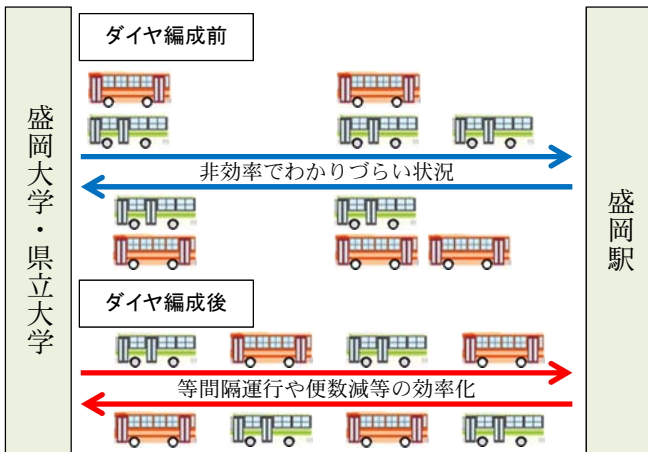 ダイヤ編成前
盛岡大学・県立大学
非効率でわかりづらい状況
盛岡駅
ダイヤ編成後
等間隔運行や便数減等の効率化